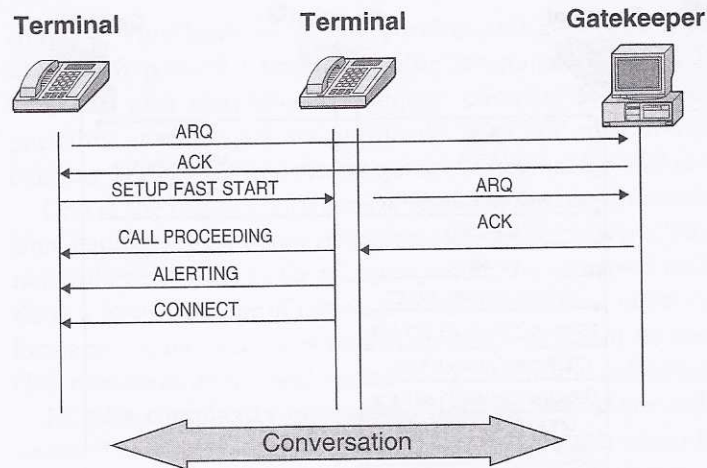 Terminal Terminal Gatekeeper
ARQ
ACK
SETUP FAST START ARQ
ACK
CALL PROCEEDING
ALERTING
CONNECT
Conversation